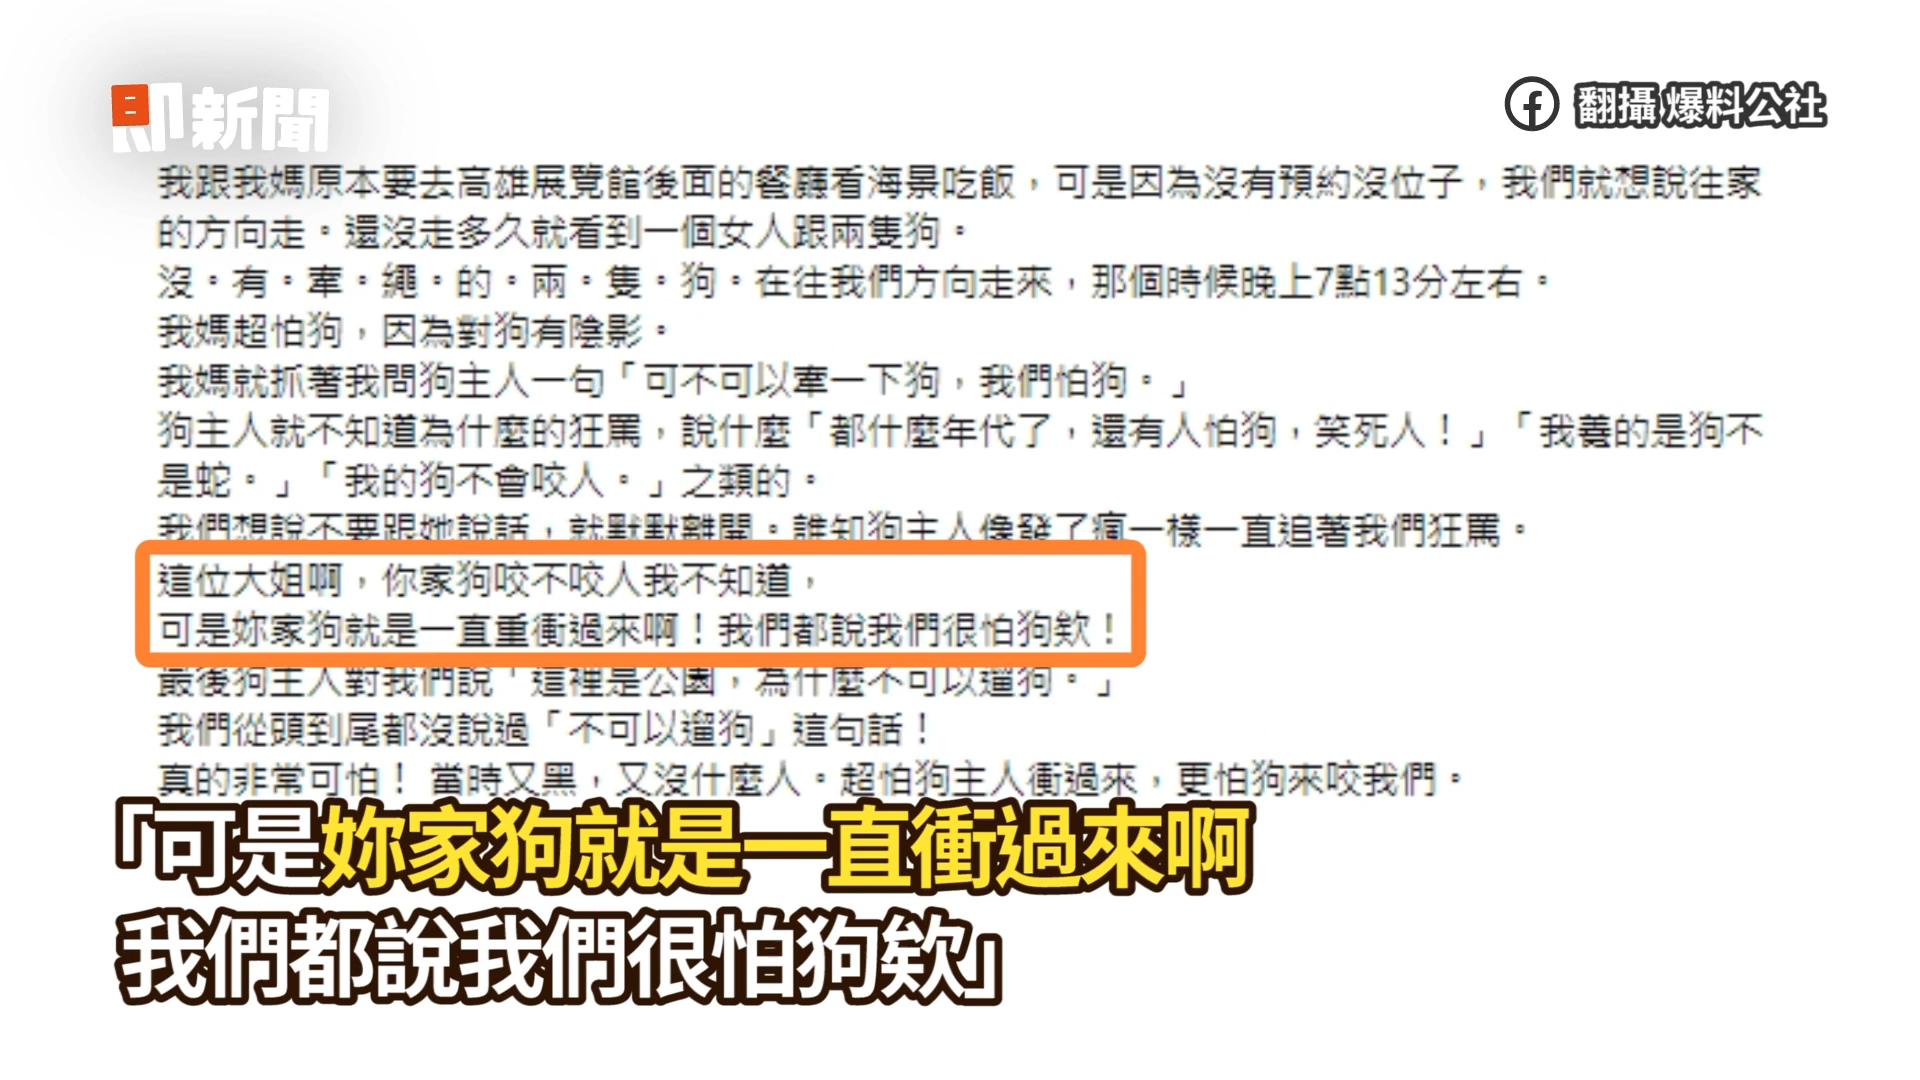 即新聞
翻攝 爆料公社
我跟我媽原本要去高雄展覽館後面的餐廳看海景吃飯，可是因為沒有預約沒位子，我們就想說往家
的方向走。還沒走多久就看到一個女人跟兩隻狗。
沒・有・牽・繩・的・兩・隻・狗・在往我們方向走來，那個時候晚上7點13分左右。
我媽超怕狗，因為對狗有陰影。
我媽就抓著我問狗主人一句「可不可以牽一下狗，我們怕狗。」
狗主人就不知道為什麼的狂罵，說什麼「都什麼年代了，還有人怕狗，笑死人！」「我養的是狗不
是蛇。」「我的狗不會咬人。」之類的。
我們想說不要跟她說話，就默默離開。誰知狗主人像發了瘋一樣一直追著我們狂罵。
這位大姐啊，你家狗咬不咬人我不知道，
可是妳家狗就是一直重衝過來啊！我們都說我們很怕狗欸！
最後狗主人對我們說「這裡是公園，為什麼不可以遛狗。」
我們從頭到尾都沒說過「不可以遛狗」這句話！
真的非常可怕！ 當時又黑，又沒什麼人。超怕狗主人衝過來，更怕狗來咬我們。
「可是妳家狗就是一直衝過來啊
我們都說我們很怕狗欸」